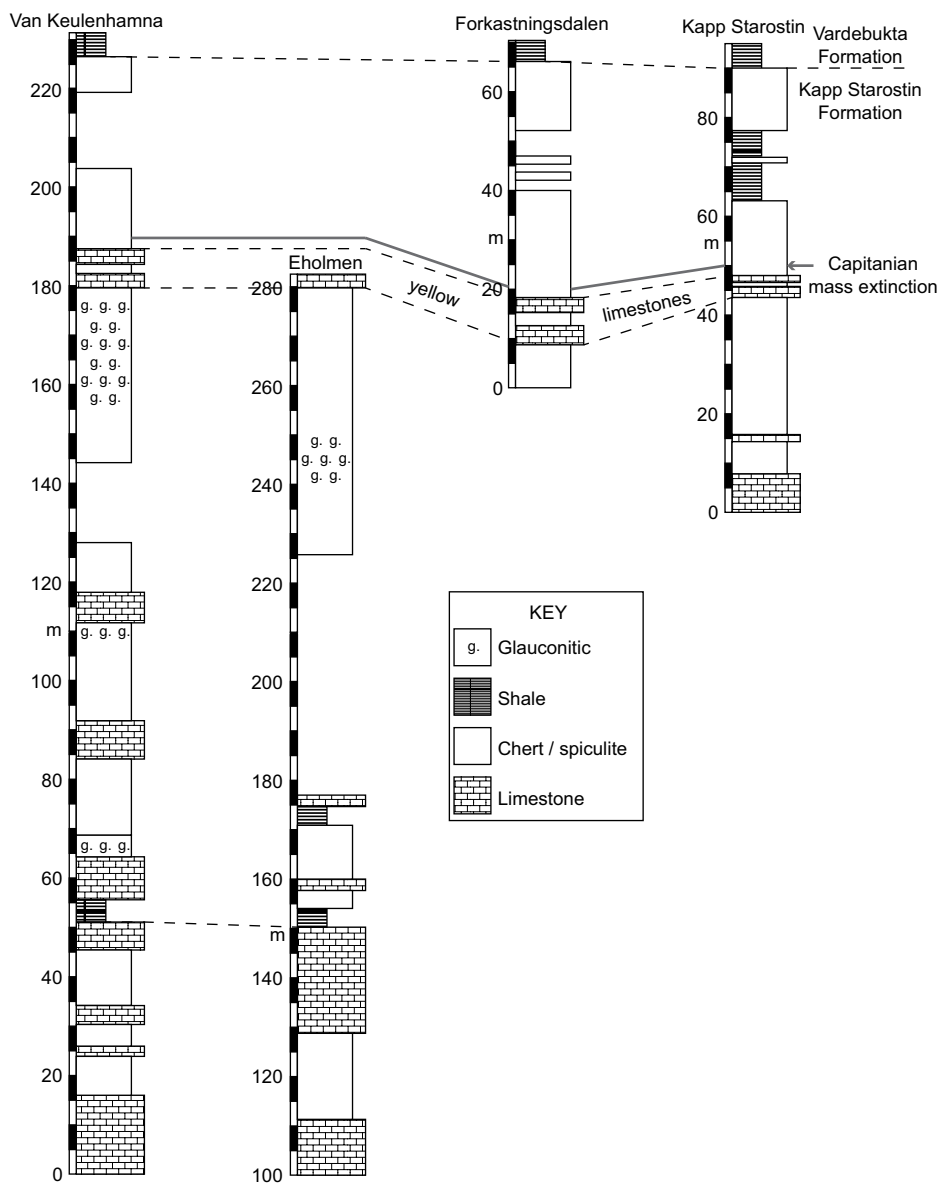 Van Keulenhamna
Forkastningsdalen
Kapp Starostin
Vardebukta
Formation
Kapp Starostin
Formation
220
200
180
160
140
120
m
100
80
60
40
20
0
g. g. g.
g. g.
g. g. g.
g. g.
g. g. g.
g. g.
g. g. g.
g. g. g.
Eholmen
280
260
240
220
200
180
160
m
140
120
100
g. g.
g. g. g.
g. g.
yellow
limestones
60
40
m
20
0
80
60
m
40
20
0
Capitanian
mass extinction
KEY
g. Glauconitic
Shale
Chert / spiculite
Limestone